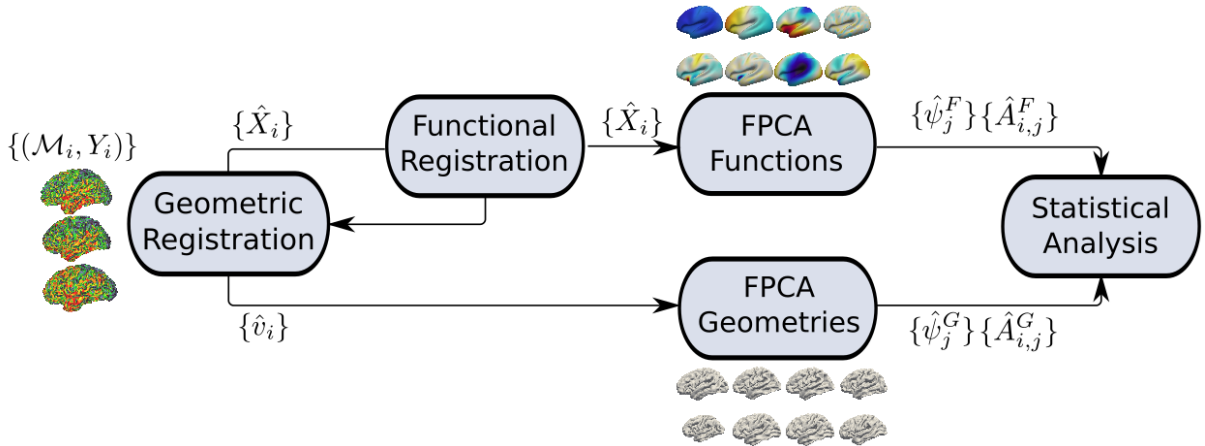 {(ℳ_i, Y_i)}
{X̂_i}
Geometric
Registration
{v̂_i}
Functional
Registration
{X̂_i}
FPCA
Functions
{ψ̂_j^F}{Â_{i,j}^F}
FPCA
Geometries
{ψ̂_j^G}{Â_{i,j}^G}
Statistical
Analysis